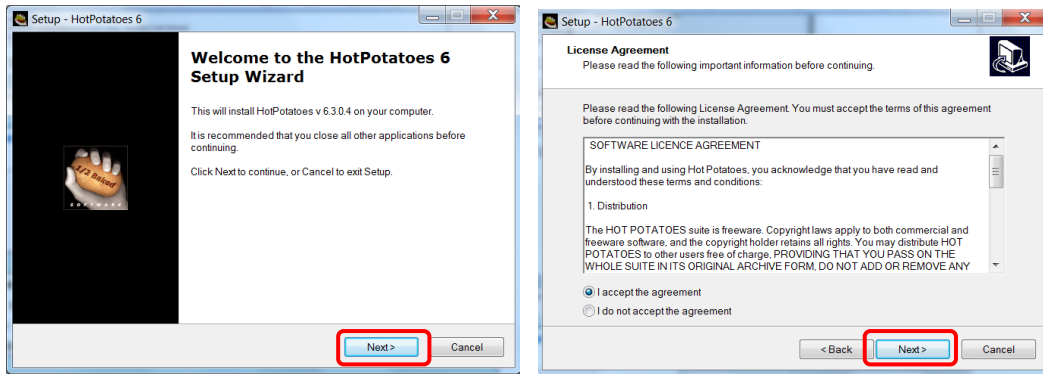 Setup - HotPotatoes 6
Welcome to the HotPotatoes 6
Setup Wizard
This will install HotPotatoes v 6.3.0.4 on your computer.
It is recommended that you close all other applications before
continuing.
Click Next to continue, or Cancel to exit Setup.
1/2 Baked
SOFTWARE
Next >
Cancel
Setup - HotPotatoes 6
License Agreement
Please read the following important information before continuing.
Please read the following License Agreement. You must accept the terms of this agreement
before continuing with the installation.
SOFTWARE LICENCE AGREEMENT
By installing and using Hot Potatoes, you acknowledge that you have read and
understood these terms and conditions:
1. Distribution
The HOT POTATOES suite is freeware. Copyright laws apply to both commercial and
freeware software, and the copyright holder retains all rights. You may distribute HOT
POTATOES to other users free of charge, PROVIDING THAT YOU PASS ON THE
WHOLE SUITE IN ITS ORIGINAL ARCHIVE FORM, DO NOT ADD OR REMOVE ANY
I accept the agreement
I do not accept the agreement
< Back
Next >
Cancel